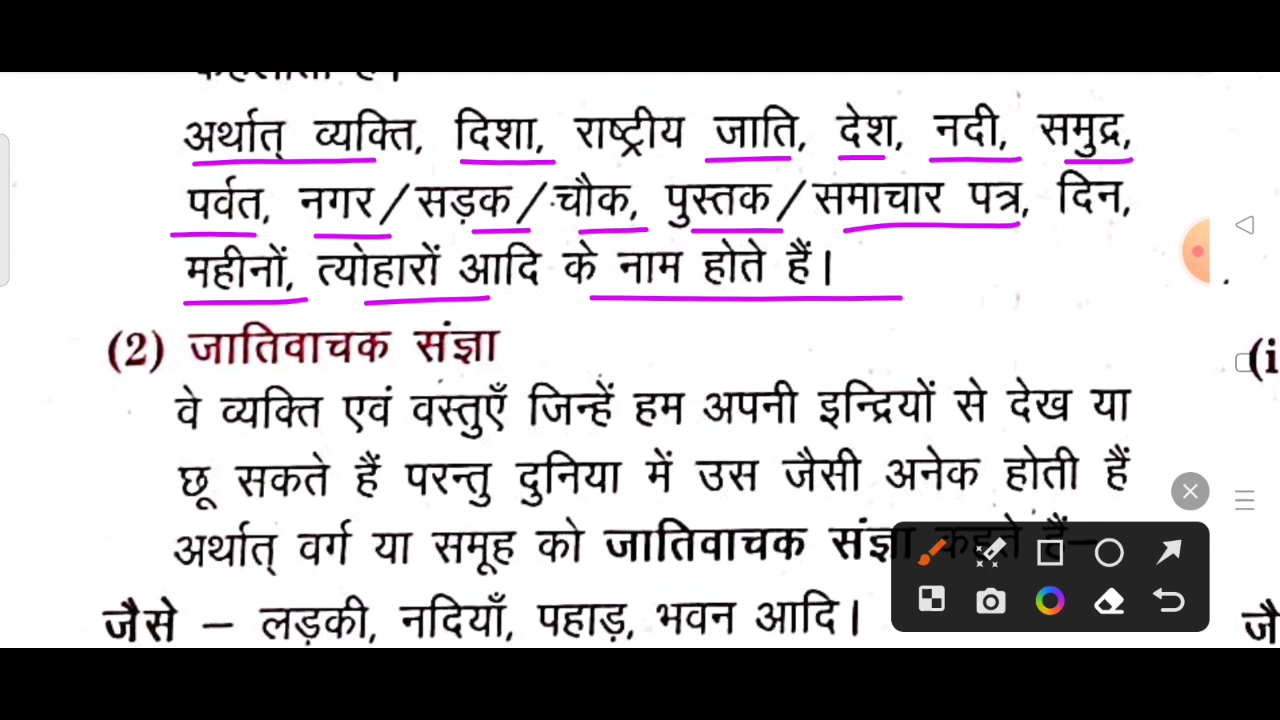 अर्थात् व्यक्ति, दिशा, राष्ट्रीय जाति, देश, नदी, समुद्र,
पर्वत, नगर/सड़क/चौक, पुस्तक/समाचार पत्र, दिन,
महीनों, त्योहारों आदि के नाम होते हैं।
(2) जातिवाचक संज्ञा
वे व्यक्ति एवं वस्तुएँ जिन्हें हम अपनी इन्द्रियों से देख या
छू सकते हैं परन्तु दुनिया में उस जैसी अनेक होती हैं
अर्थात् वर्ग या समूह को जातिवाचक संज्ञा कहते हैं–
जैसे – लड़की, नदियाँ, पहाड़, भवन आदि।
(i